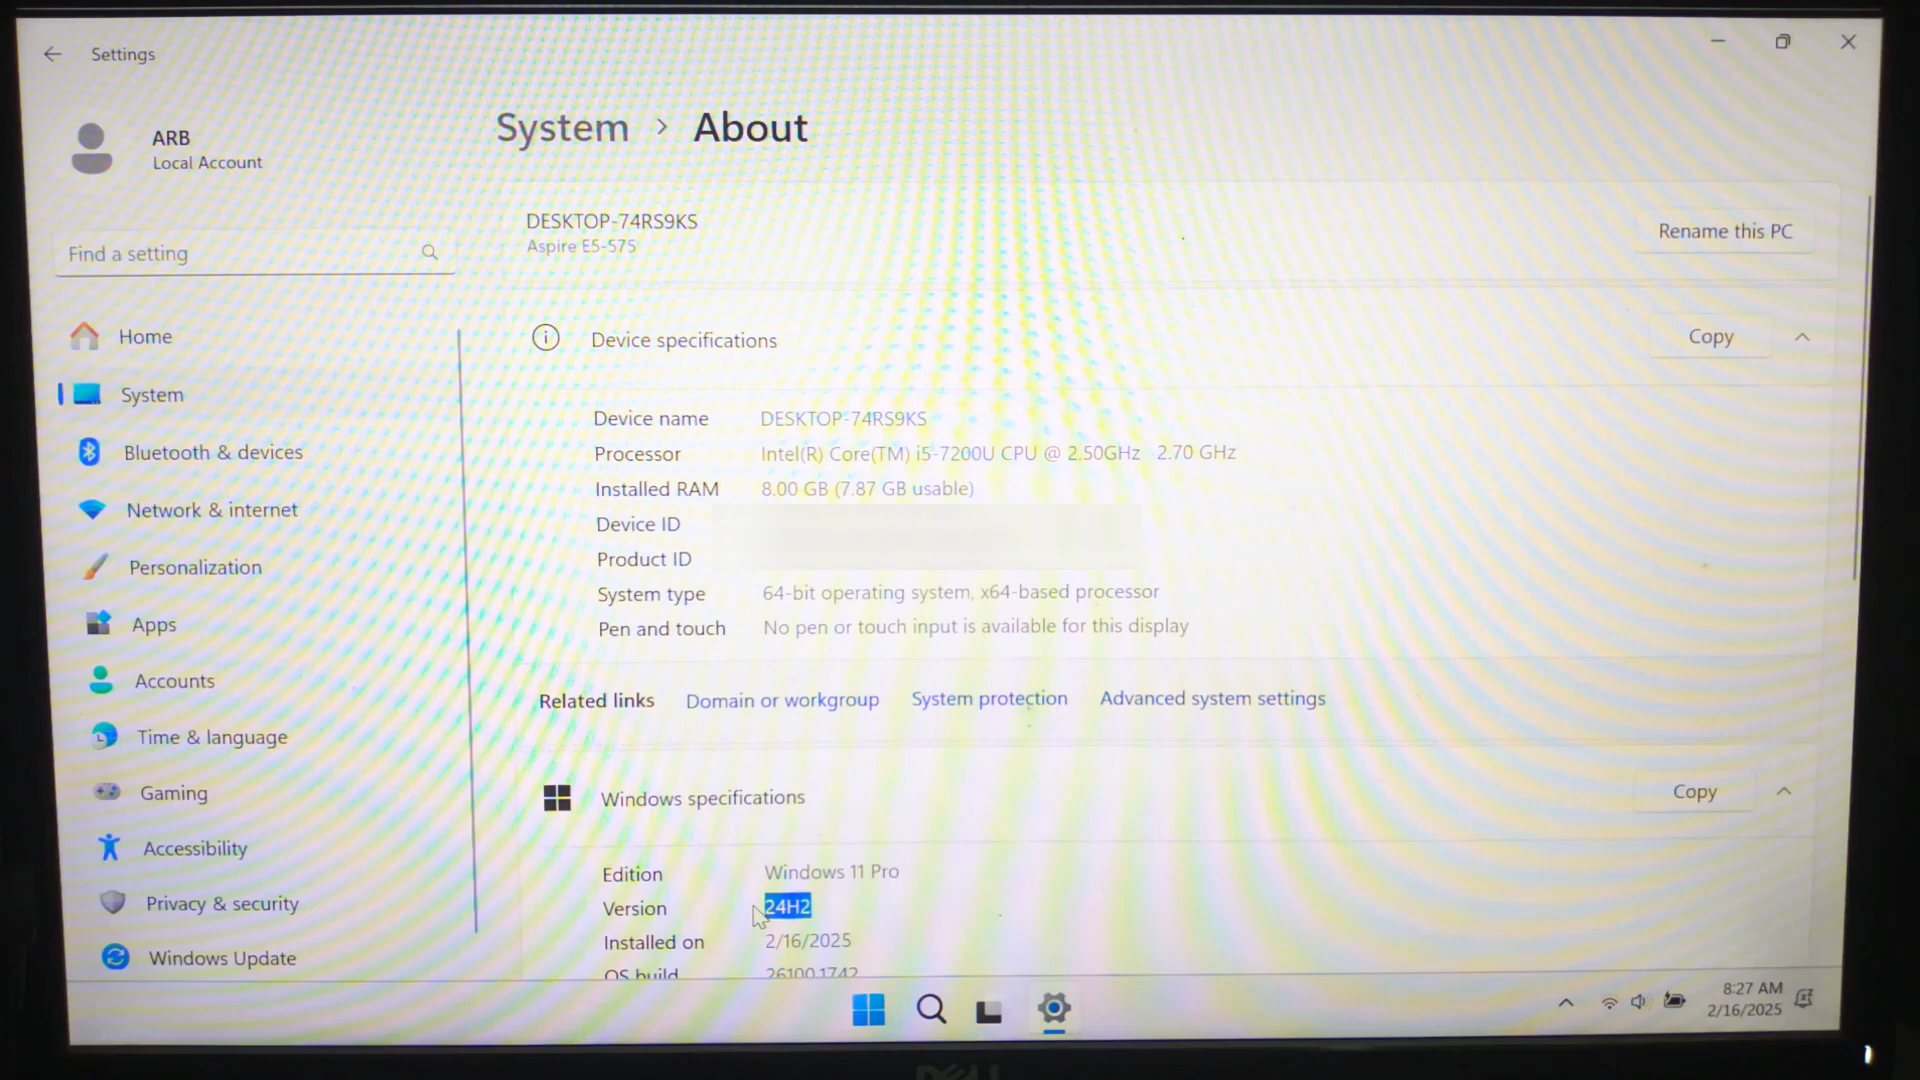 Settings
ARB
Local Account
Find a setting
Home
System
Bluetooth & devices
Network & internet
Personalization
Apps
Accounts
Time & language
Gaming
Accessibility
Privacy & security
Windows Update
System > About
DESKTOP-74RS9KS
Aspire E5-575
Rename this PC
Device specifications
Copy
Device name DESKTOP-74RS9KS
Processor Intel(R) Core(TM) i5-7200U CPU @ 2.50GHz 2.70 GHz
Installed RAM 8.00 GB (7.87 GB usable)
Device ID
Product ID
System type 64-bit operating system, x64-based processor
Pen and touch No pen or touch input is available for this display
Related links Domain or workgroup System protection Advanced system settings
Windows specifications
Copy
Edition Windows 11 Pro
Version 24H2
Installed on 2/16/2025
OS build 26100.1742
8:27 AM
2/16/2025
DELL